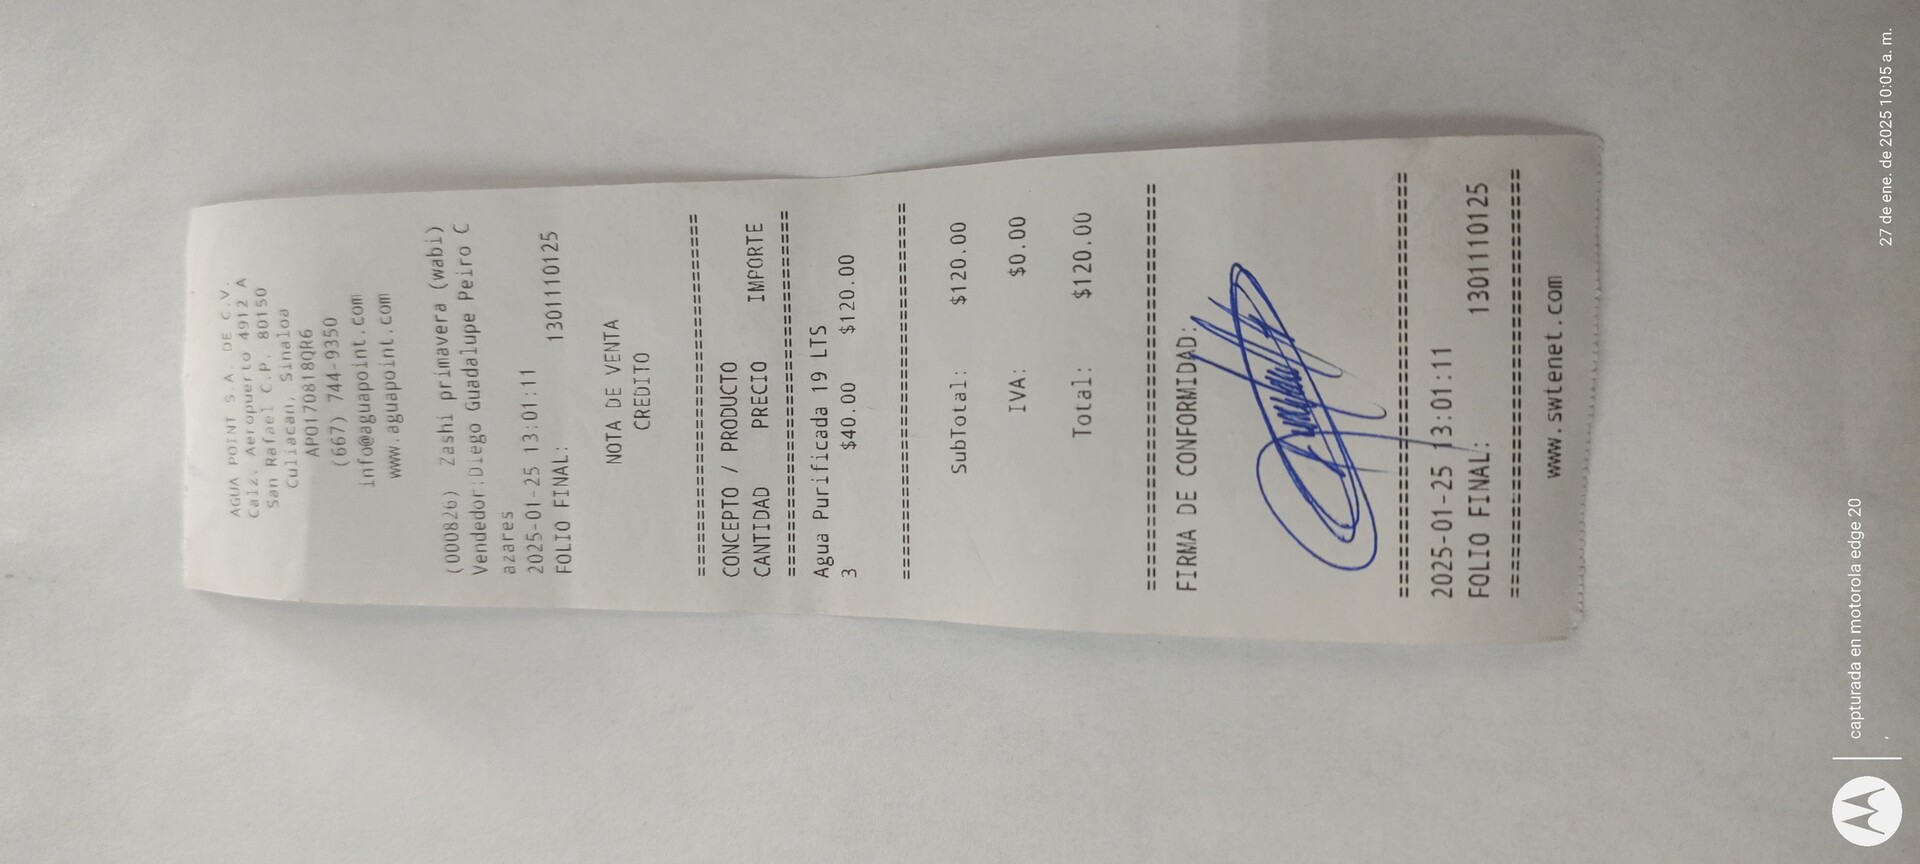 AGUA POINT S.A. DE C.V.
Calz. Aeropuerto 4912 A
San Rafael C.P. 80150
Culiacan, Sinaloa
APO170818QR6
(667) 744-9350
info@aguapoint.com
www.aguapoint.com
(000826) Zashi primavera (wabi)
Vendedor:Diego Guadalupe Peiro C
azares
2025-01-25 13:01:11
FOLIO FINAL: 1301110125
NOTA DE VENTA
CREDITO
================================
CONCEPTO / PRODUCTO
CANTIDAD PRECIO IMPORTE
================================
Agua Purificada 19 LTS
3 $40.00 $120.00
================================
SubTotal: $120.00
IVA: $0.00
Total: $120.00
================================
FIRMA DE CONFORMIDAD:
================================
2025-01-25 13:01:11
FOLIO FINAL: 1301110125
================================
www.swtenet.com
capturada en motorola edge 20
27 de ene. de 2025 10:05 a. m.